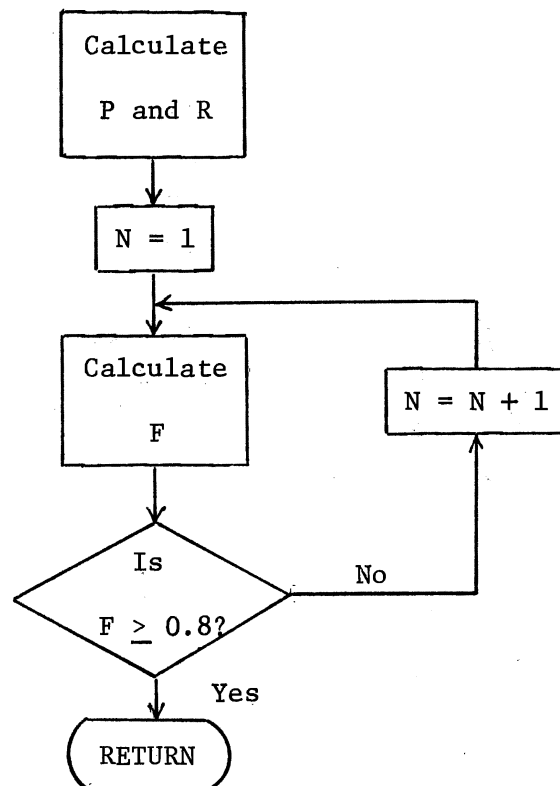 Calculate
P and R
N = 1
Calculate
F
N = N + 1
Is
F ≥ 0.8?
No
Yes
RETURN